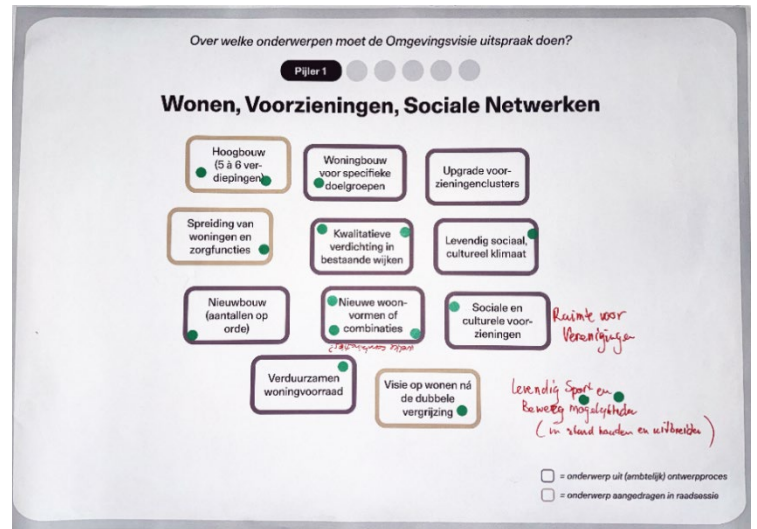 Over welke onderwerpen moet de Omgevingsvisie uitspraak doen?
Pijler 1
Wonen, Voorzieningen, Sociale Netwerken
Hoogbouw
(5 à 6 ver-
diepingen)
Woningbouw
voor specifieke
doelgroepen
Upgrade voor-
zieningenclusters
Spreiding van
woningen en
zorgfuncties
Kwalitatieve
verdichting in
bestaande wijken
Levendig sociaal,
cultureel klimaat
Nieuwbouw
(aantallen op
orde)
Nieuwe woon-
vormen of
combinaties
Sociale en
culturele voor-
zieningen
Ruimte voor
Verenigingen
Verduurzamen
woningvoorraad
Visie op wonen ná
de dubbele
vergrijzing
Levendig Sport en
Beweeg mogelijkheden
(in stand houden en uitbreiden)
= onderwerp uit (ambtelijk) ontwerpproces
= onderwerp aangedragen in raadsessie